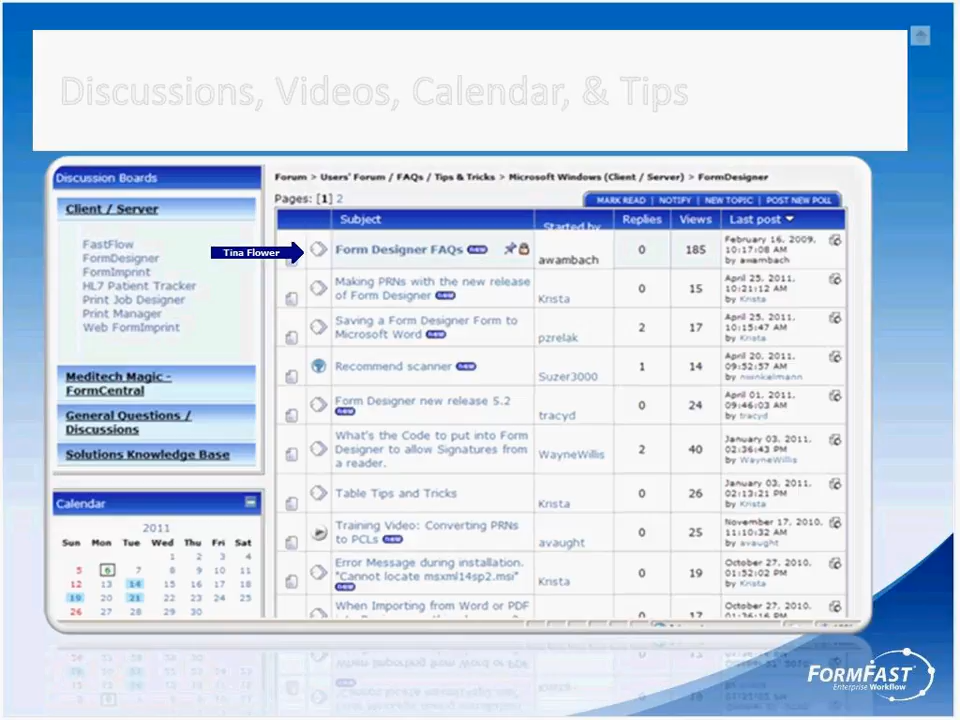 Discussions, Videos, Calendar, & Tips
Discussion Boards
Client / Server
FastFlow
FormDesigner
FormImprint
HL7 Patient Tracker
Print Job Designer
Print Manager
Web FormImprint
Meditech Magic -
FormCentral
General Questions /
Discussions
Solutions Knowledge Base
Calendar
2011
Sun Mon Tue Wed Thu Fri Sat
1 2 3 4
5 6 7 8 9 10 11
12 13 14 15 16 17 18
19 20 21 22 23 24 25
26 27 28 29 30
Forum > Users' Forum / FAQs / Tips & Tricks > Microsoft Windows (Client / Server) > FormDesigner
Pages: [1] 2
MARK READ | NOTIFY | NEW TOPIC | POST NEW POLL
Subject Started by Replies Views Last post
Tina Flower
Form Designer FAQs new awambach 0 185 February 16, 2009, 10:17:08 AM by awambach
Making PRNs with the new release of Form Designer new Krista 0 15 April 25, 2011, 10:21:12 AM by Krista
Saving a Form Designer Form to Microsoft Word new pzrelak 2 17 April 25, 2011, 10:15:47 AM by Krista
Recommend scanner new Suzer3000 1 14 April 20, 2011, 09:52:57 AM by nwinkelmann
Form Designer new release 5.2 new tracyd 0 24 April 01, 2011, 09:46:03 AM by tracyd
What's the Code to put into Form Designer to allow Signatures from a reader. WayneWillis 2 40 January 03, 2011, 02:36:43 PM by WayneWillis
Table Tips and Tricks Krista 0 26 January 03, 2011, 02:13:21 PM by Krista
Training Video: Converting PRNs to PCLs new avaught 0 25 November 17, 2010, 11:10:32 AM by avaught
Error Message during installation. "Cannot locate msxml14sp2.msi" new Krista 0 19 October 27, 2010, 01:52:02 PM by Krista
When Importing from Word or PDF 0 17 October 27, 2010,
FORMFAST
Enterprise Workflow